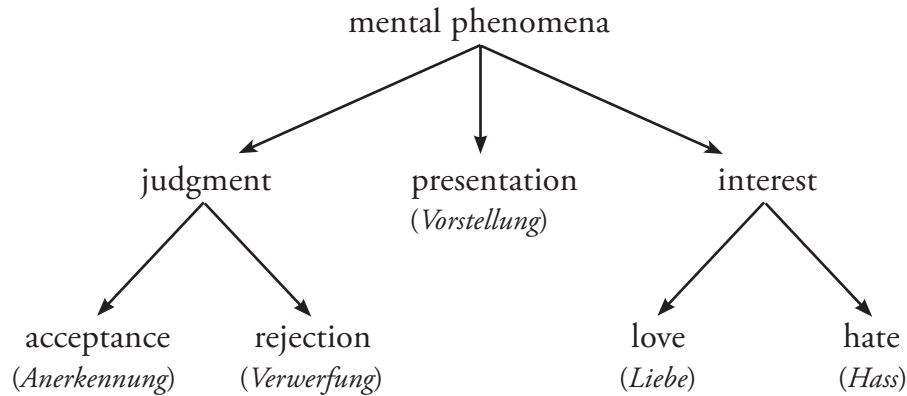 mental phenomena
judgment
presentation
(Vorstellung)
interest
acceptance
(Anerkennung)
rejection
(Verwerfung)
love
(Liebe)
hate
(Hass)